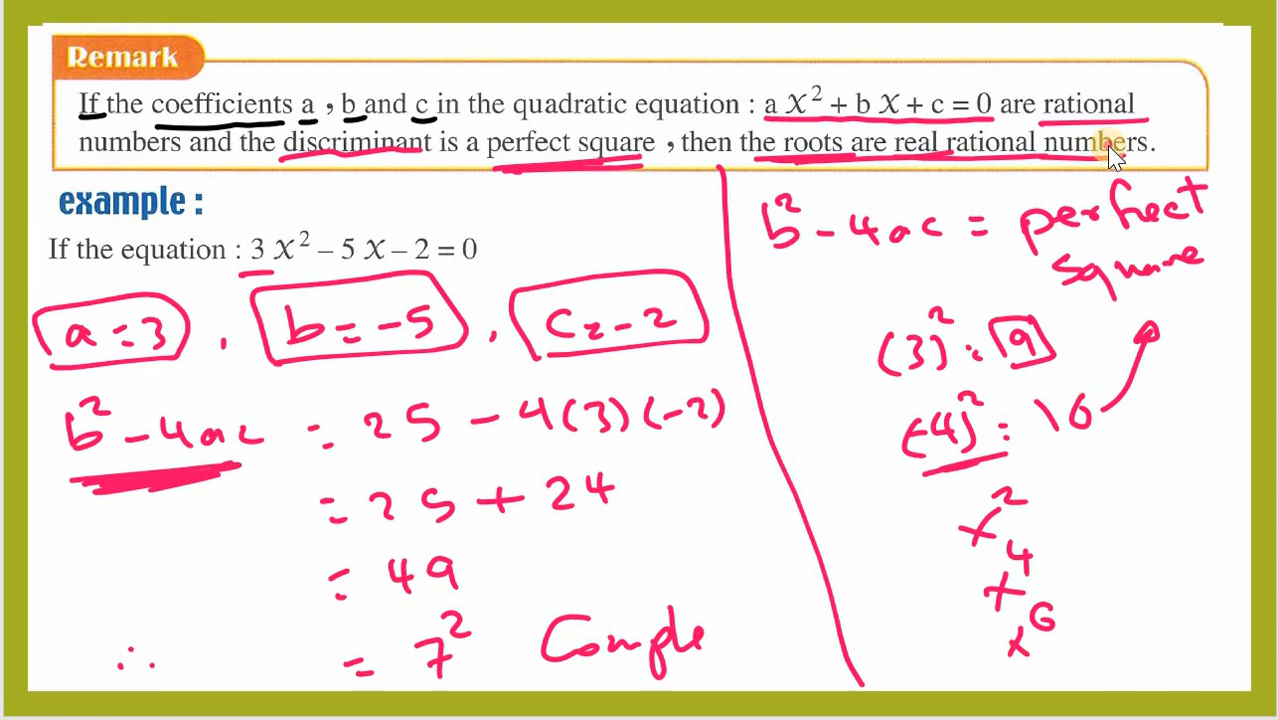 Remark
If the coefficients a , b and c in the quadratic equation : a x² + b x + c = 0 are rational
numbers and the discriminant is a perfect square , then the roots are real rational numbers.
example :
If the equation : 3 x² – 5 x – 2 = 0
a = 3 , b = -5 , c = -2
b² - 4ac = 25 - 4(3)(-2)
= 25 + 24
= 49
= 7² Comple
∴
b² - 4ac = perfect
square
(3)² = 9
(-4)² = 16
x²
x⁴
x⁶